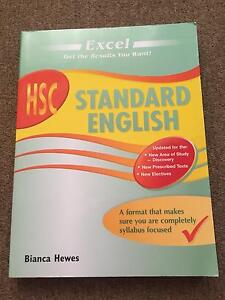 Excel
Get the Results You Want!
HSC
STANDARD
ENGLISH
Updated for the:
• New Area of Study
– Discovery
• New Prescribed Texts
• New Electives
A format that makes
sure you are completely
syllabus focused
Bianca Hewes